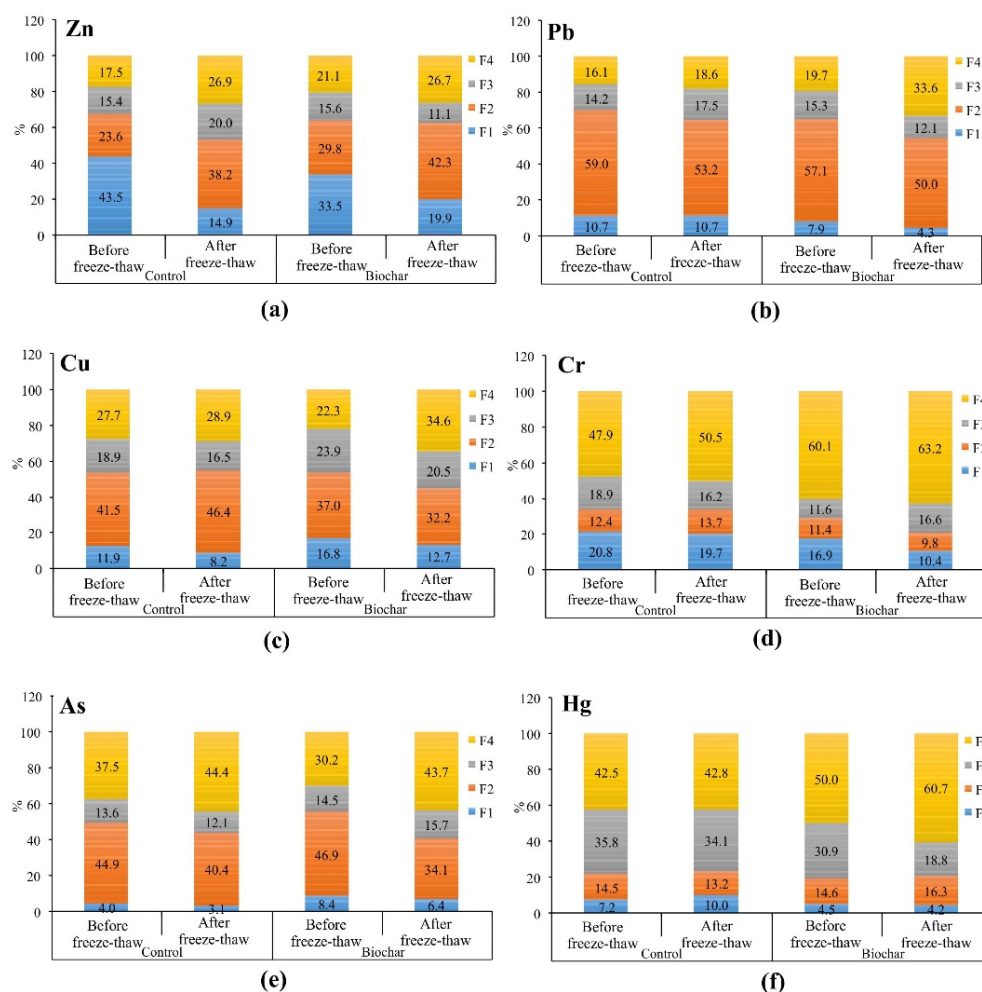 Zn
120
100
80
60
40
20
0
%
17.5 26.9 21.1 26.7
15.4 20.0 15.6 11.1
23.6 38.2 29.8 42.3
43.5 14.9 33.5 19.9
F4
F3
F2
F1
Before After Before After
freeze-thaw freeze-thaw freeze-thaw freeze-thaw
Control Biochar
(a)
Pb
120
100
80
60
40
20
0
%
16.1 18.6 19.7 33.6
14.2 17.5 15.3 12.1
59.0 53.2 57.1 50.0
10.7 10.7 7.9 4.3
F4
F3
F2
F1
Before After Before After
freeze-thaw freeze-thaw freeze-thaw freeze-thaw
Control Biochar
(b)
Cu
120
100
80
60
40
20
0
%
27.7 28.9 22.3 34.6
18.9 16.5 23.9 20.5
41.5 46.4 37.0 32.2
11.9 8.2 16.8 12.7
F4
F3
F2
F1
Before After Before After
freeze-thaw freeze-thaw freeze-thaw freeze-thaw
Control Biochar
(c)
Cr
120
100
80
60
40
20
0
%
47.9 50.5 60.1 63.2
18.9 16.2 11.6 16.6
12.4 13.7 11.4 9.8
20.8 19.7 16.9 10.4
F4
F
Before After Before After
freeze-thaw freeze-thaw freeze-thaw freeze-thaw
Control Biochar
(d)
As
120
100
80
60
40
20
0
%
37.5 44.4 30.2 43.7
13.6 12.1 14.5 15.7
44.9 40.4 46.9 34.1
4.0 3.1 8.4 6.4
F4
F3
F2
F1
Before After Before After
freeze-thaw freeze-thaw freeze-thaw freeze-thaw
Control Biochar
(e)
Hg
120
100
80
60
40
20
0
%
42.5 42.8 50.0 60.7
35.8 34.1 30.9 18.8
14.5 13.2 14.6 16.3
7.2 10.0 4.5 4.2
F
F
F
F
Before After Before After
freeze-thaw freeze-thaw freeze-thaw freeze-thaw
Control Biochar
(f)